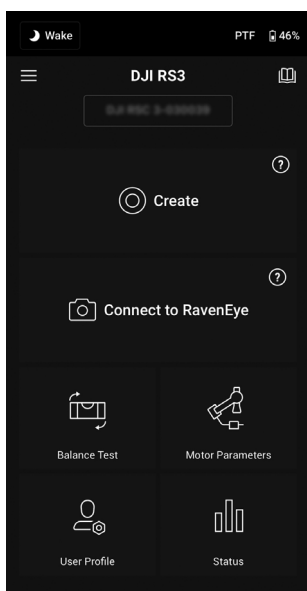 Wake PTF 46%
DJI RS3
Create
Connect to RavenEye
Balance Test Motor Parameters
User Profile Status